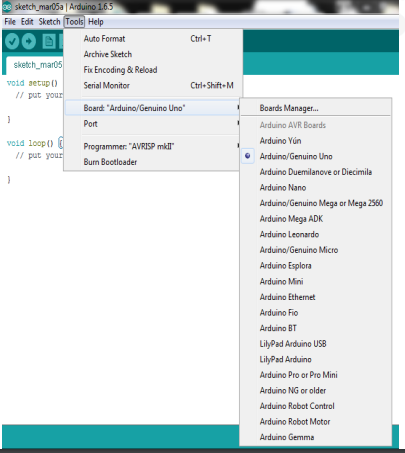 sketch_mar05a | Arduino 1.6.5
File Edit Sketch Tools Help
sketch_mar05
void setup()
// put your
}
void loop() {
// put your
}
Auto Format Ctrl+T
Archive Sketch
Fix Encoding & Reload
Serial Monitor Ctrl+Shift+M
Board: "Arduino/Genuino Uno"
Port
Programmer: "AVRISP mkII"
Burn Bootloader
Boards Manager...
Arduino AVR Boards
Arduino Yún
Arduino/Genuino Uno
Arduino Duemilanove or Diecimila
Arduino Nano
Arduino/Genuino Mega or Mega 2560
Arduino Mega ADK
Arduino Leonardo
Arduino/Genuino Micro
Arduino Esplora
Arduino Mini
Arduino Ethernet
Arduino Fio
Arduino BT
LilyPad Arduino USB
LilyPad Arduino
Arduino Pro or Pro Mini
Arduino NG or older
Arduino Robot Control
Arduino Robot Motor
Arduino Gemma